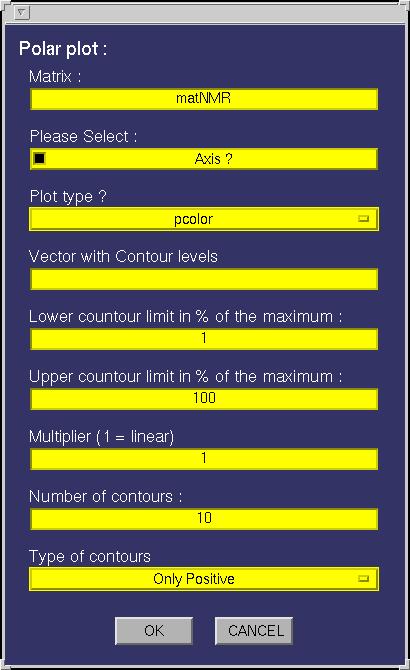 Polar plot :
Matrix :
matNMR
Please Select :
Axis ?
Plot type ?
pcolor
Vector with Contour levels
Lower countour limit in % of the maximum :
1
Upper countour limit in % of the maximum :
100
Multiplier (1 = linear)
1
Number of contours :
10
Type of contours
Only Positive
OK CANCEL